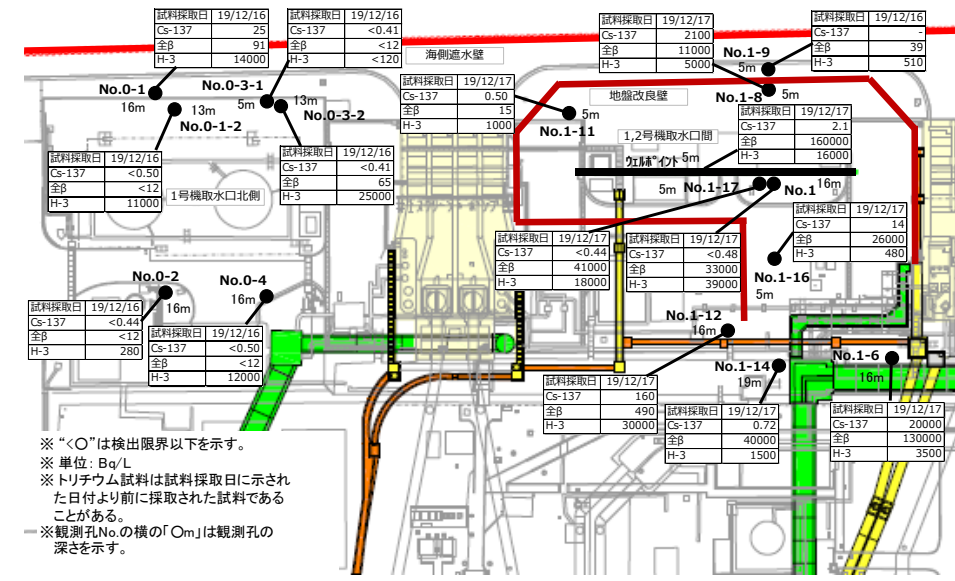 試料採取日 19/12/16
Cs-137 25
全β 91
H-3 14000
試料採取日 19/12/16
Cs-137 <0.41
全β <12
H-3 <120
海側遮水壁
試料採取日 19/12/17
Cs-137 2100
全β 11000
H-3 5000
試料採取日 19/12/16
Cs-137 -
全β 39
H-3 510
No.1-9
5m
No.0-1
16m
No.0-3-1
5m
13m
No.0-1-2
13m
No.0-3-2
試料採取日 19/12/17
Cs-137 0.50
全β 15
H-3 1000
5m
No.1-11
地盤改良壁
No.1-8
5m
1,2号機取水口間
試料採取日 19/12/17
Cs-137 2.1
全β 160000
H-3 16000
ウェルポイント 5m
試料採取日 19/12/16
Cs-137 <0.50
全β <12
H-3 11000
1号機取水口北側
試料採取日 19/12/16
Cs-137 <0.41
全β 65
H-3 25000
5m No.1-17
No.1 16m
試料採取日 19/12/17
Cs-137 14
全β 26000
H-3 480
試料採取日 19/12/17
Cs-137 <0.44
全β 41000
H-3 18000
試料採取日 19/12/17
Cs-137 <0.48
全β 33000
H-3 39000
No.1-16
5m
No.0-2
16m
No.0-4
16m
試料採取日 19/12/16
Cs-137 <0.44
全β <12
H-3 280
試料採取日 19/12/16
Cs-137 <0.50
全β <12
H-3 12000
No.1-12
16m
No.1-14
19m
No.1-6
16m
試料採取日 19/12/17
Cs-137 160
全β 490
H-3 30000
試料採取日 19/12/17
Cs-137 0.72
全β 40000
H-3 1500
試料採取日 19/12/17
Cs-137 20000
全β 130000
H-3 3500
※ “<○”は検出限界以下を示す。
※ 単位: Bq/L
※ トリチウム試料は試料採取日に示され
た日付より前に採取された試料である
ことがある。
※観測孔No.の横の「○m」は観測孔の
深さを示す。